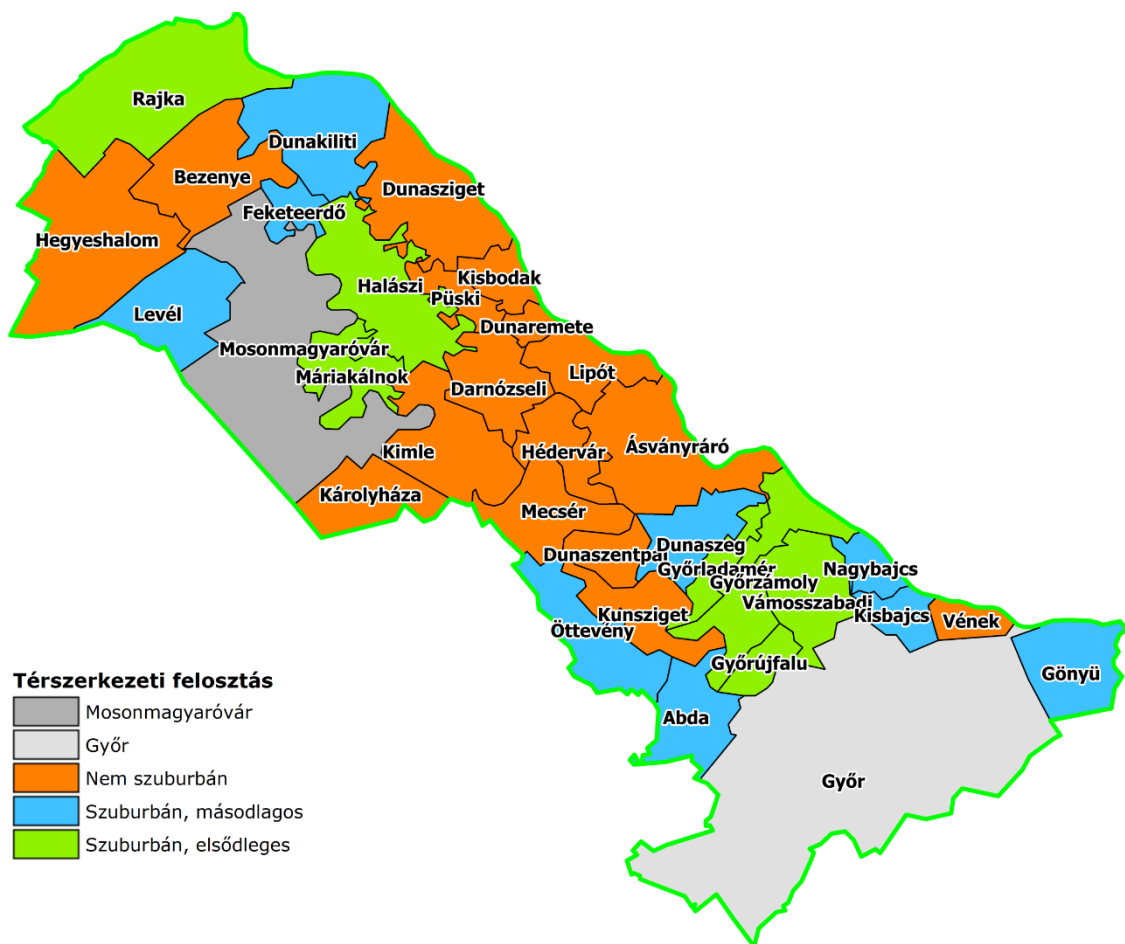 Rajka
Dunakiliti
Bezenye
Dunasziget
Feketeerdő
Hegyeshalom
Kisbodak
Halászi
Püski
Levél
Dunaremete
Mosonmagyaróvár
Lipót
Máriakálnok
Darnózseli
Ásványráró
Kimle
Hédervár
Károlyháza
Mecsér
Dunaszeg
Dunaszentpál
Győrladamér
Nagybajcs
Győrzámoly
Vámosszabadi
Kunsziget
Kisbajcs
Vének
Öttevény
Győrújfalu
Gönyü
Abda
Győr
Térszerkezeti felosztás
Mosonmagyaróvár
Győr
Nem szuburbán
Szuburbán, másodlagos
Szuburbán, elsődleges